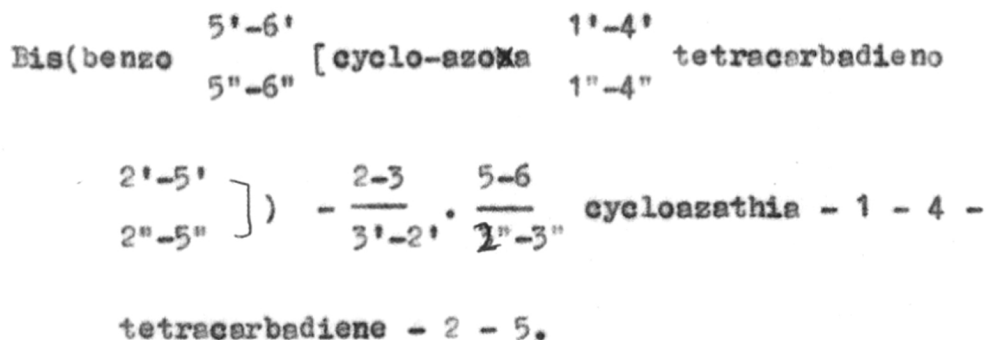 5'-6' 1'-4'
Bis(benzo [cyclo-azoxa tetracarbadieno
5"-6" 1"-4"
2'-5' 2-3 5-6
]) - . cycloazathia - 1 - 4 -
2"-5" 3'-2' 2"-3"
tetracarbadiene - 2 - 5.